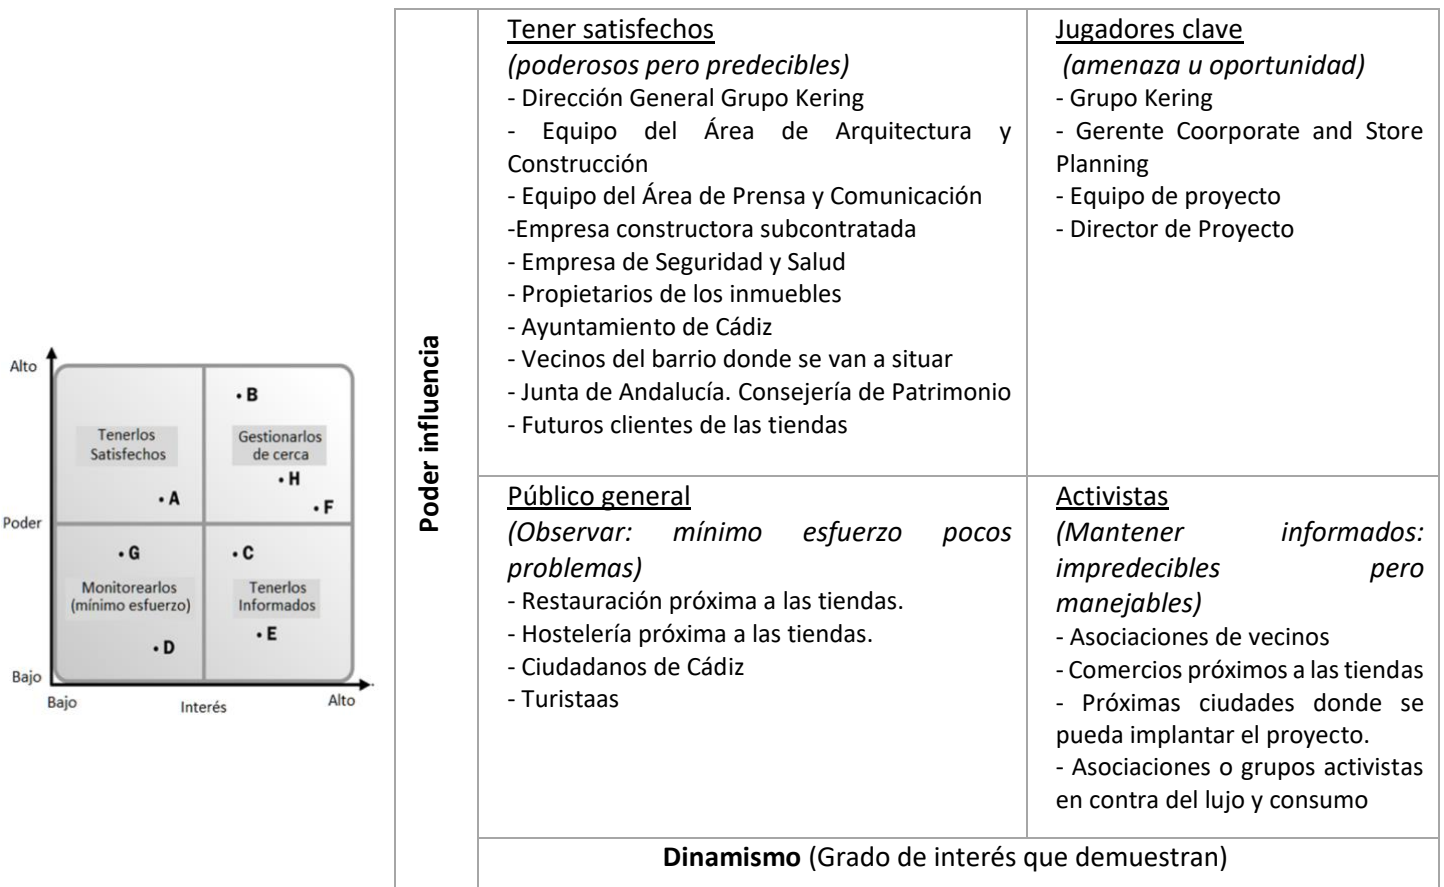 Alto
Poder
Bajo
Bajo
Interés
Alto
Tenerlos
Satisfechos
• A
• B
Gestionarlos
de cerca
• H
• F
• G
Monitorearlos
(mínimo esfuerzo)
• D
• C
Tenerlos
Informados
• E
Poder influencia
Tener satisfechos
(poderosos pero predecibles)
- Dirección General Grupo Kering
- Equipo del Área de Arquitectura y
Construcción
- Equipo del Área de Prensa y Comunicación
-Empresa constructora subcontratada
- Empresa de Seguridad y Salud
- Propietarios de los inmuebles
- Ayuntamiento de Cádiz
- Vecinos del barrio donde se van a situar
- Junta de Andalucía. Consejería de Patrimonio
- Futuros clientes de las tiendas
Jugadores clave
(amenaza u oportunidad)
- Grupo Kering
- Gerente Coorporate and Store
Planning
- Equipo de proyecto
- Director de Proyecto
Público general
(Observar: mínimo esfuerzo pocos
problemas)
- Restauración próxima a las tiendas.
- Hostelería próxima a las tiendas.
- Ciudadanos de Cádiz
- Turistaas
Activistas
(Mantener informados:
impredecibles pero
manejables)
- Asociaciones de vecinos
- Comercios próximos a las tiendas
- Próximas ciudades donde se
pueda implantar el proyecto.
- Asociaciones o grupos activistas
en contra del lujo y consumo
Dinamismo (Grado de interés que demuestran)